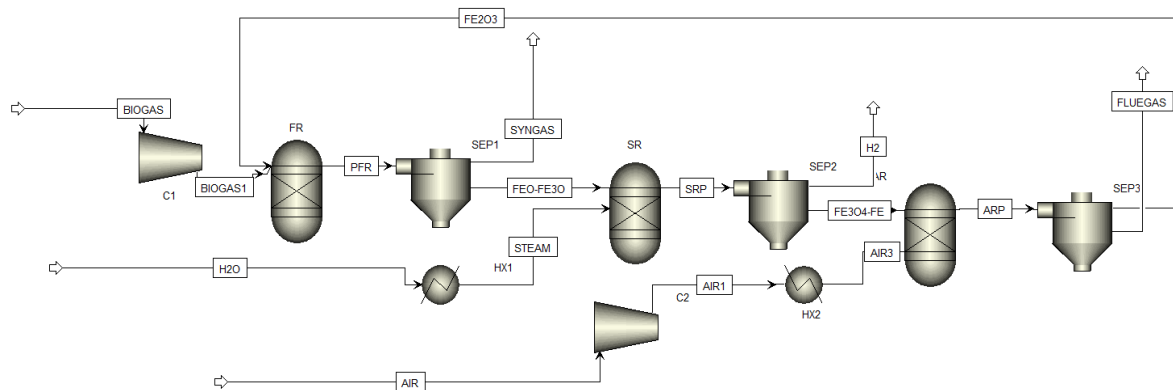 FE2O3
BIOGAS
C1
BIOGAS1
FR
PFR
SEP1
SYNGAS
FEO-FE3O
STEAM
H2O
HX1
SR
SRP
SEP2
H2
AR
FE3O4-FE
AIR3
AIR
C2
AIR1
HX2
ARP
SEP3
FLUEGAS